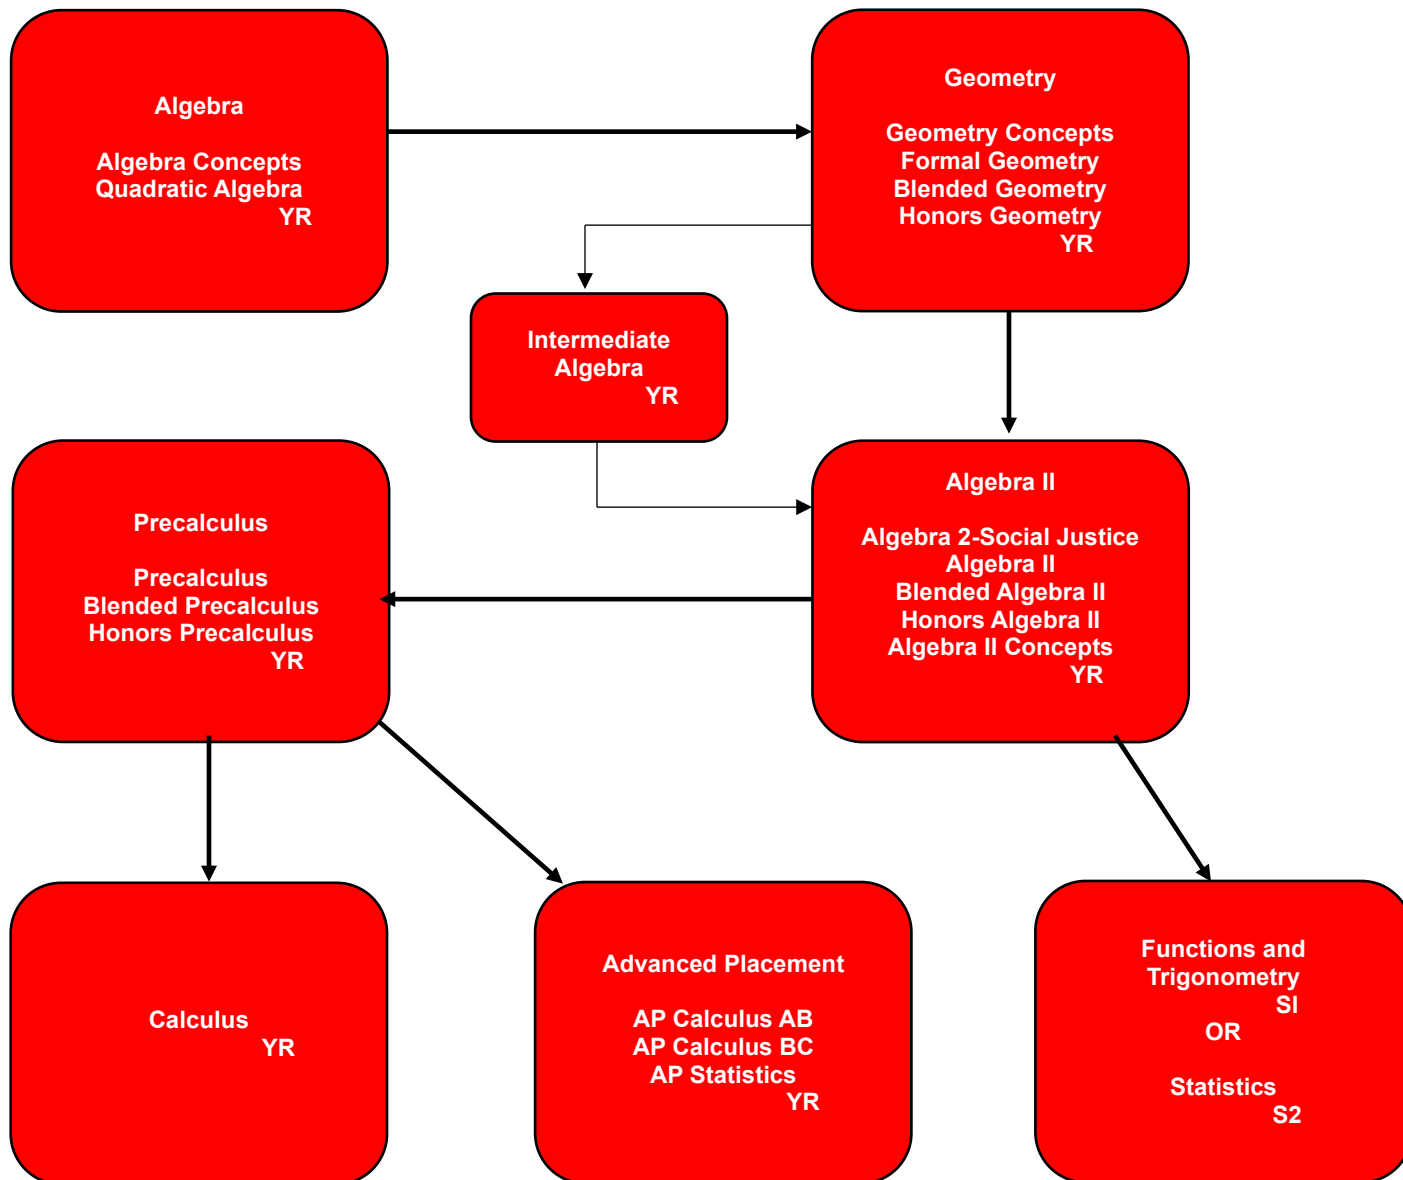 Algebra
Algebra Concepts
Quadratic Algebra
YR
Geometry
Geometry Concepts
Formal Geometry
Blended Geometry
Honors Geometry
YR
Intermediate
Algebra
YR
Precalculus
Precalculus
Blended Precalculus
Honors Precalculus
YR
Algebra II
Algebra 2-Social Justice
Algebra II
Blended Algebra II
Honors Algebra II
Algebra II Concepts
YR
Calculus
YR
Advanced Placement
AP Calculus AB
AP Calculus BC
AP Statistics
YR
Functions and
Trigonometry
SI
OR
Statistics
S2